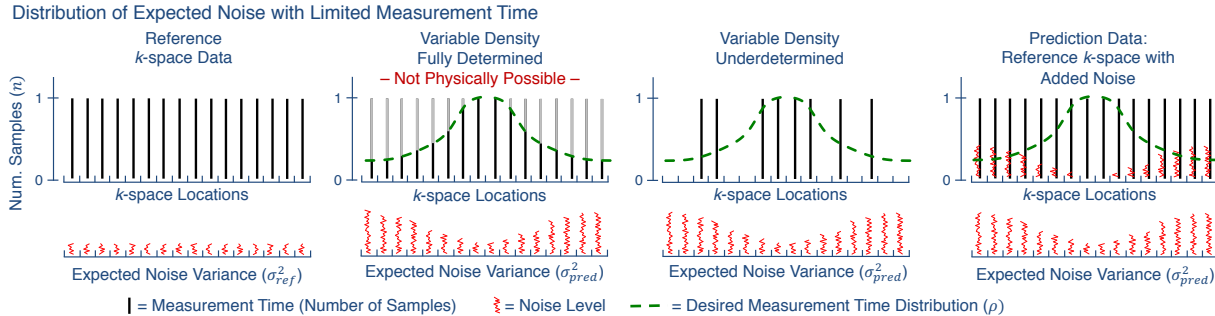 Distribution of Expected Noise with Limited Measurement Time
Reference
k-space Data
Variable Density
Fully Determined
– Not Physically Possible –
Variable Density
Underdetermined
Prediction Data:
Reference k-space with
Added Noise
Num. Samples (n)
1
0
1
0
1
0
1
0
k-space Locations
k-space Locations
k-space Locations
k-space Locations
Expected Noise Variance (σ²ref)
Expected Noise Variance (σ²pred)
Expected Noise Variance (σ²pred)
Expected Noise Variance (σ²pred)
= Measurement Time (Number of Samples)
= Noise Level
= Desired Measurement Time Distribution (ρ)